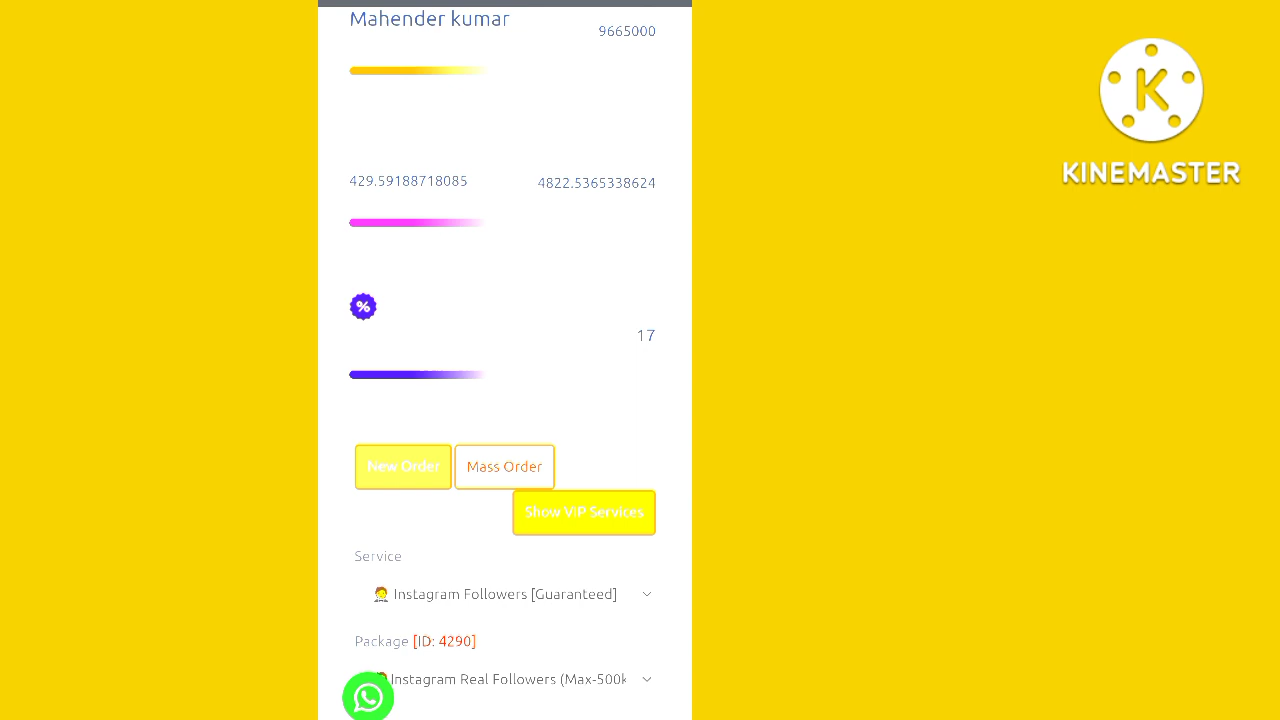 Mahender kumar
9665000
K
KINEMASTER
429.59188718085
4822.5365338624
%
17
New Order
Mass Order
Show VIP Services
Service
🤦 Instagram Followers [Guaranteed]
Package [ID: 4290]
Instagram Real Followers (Max-500k